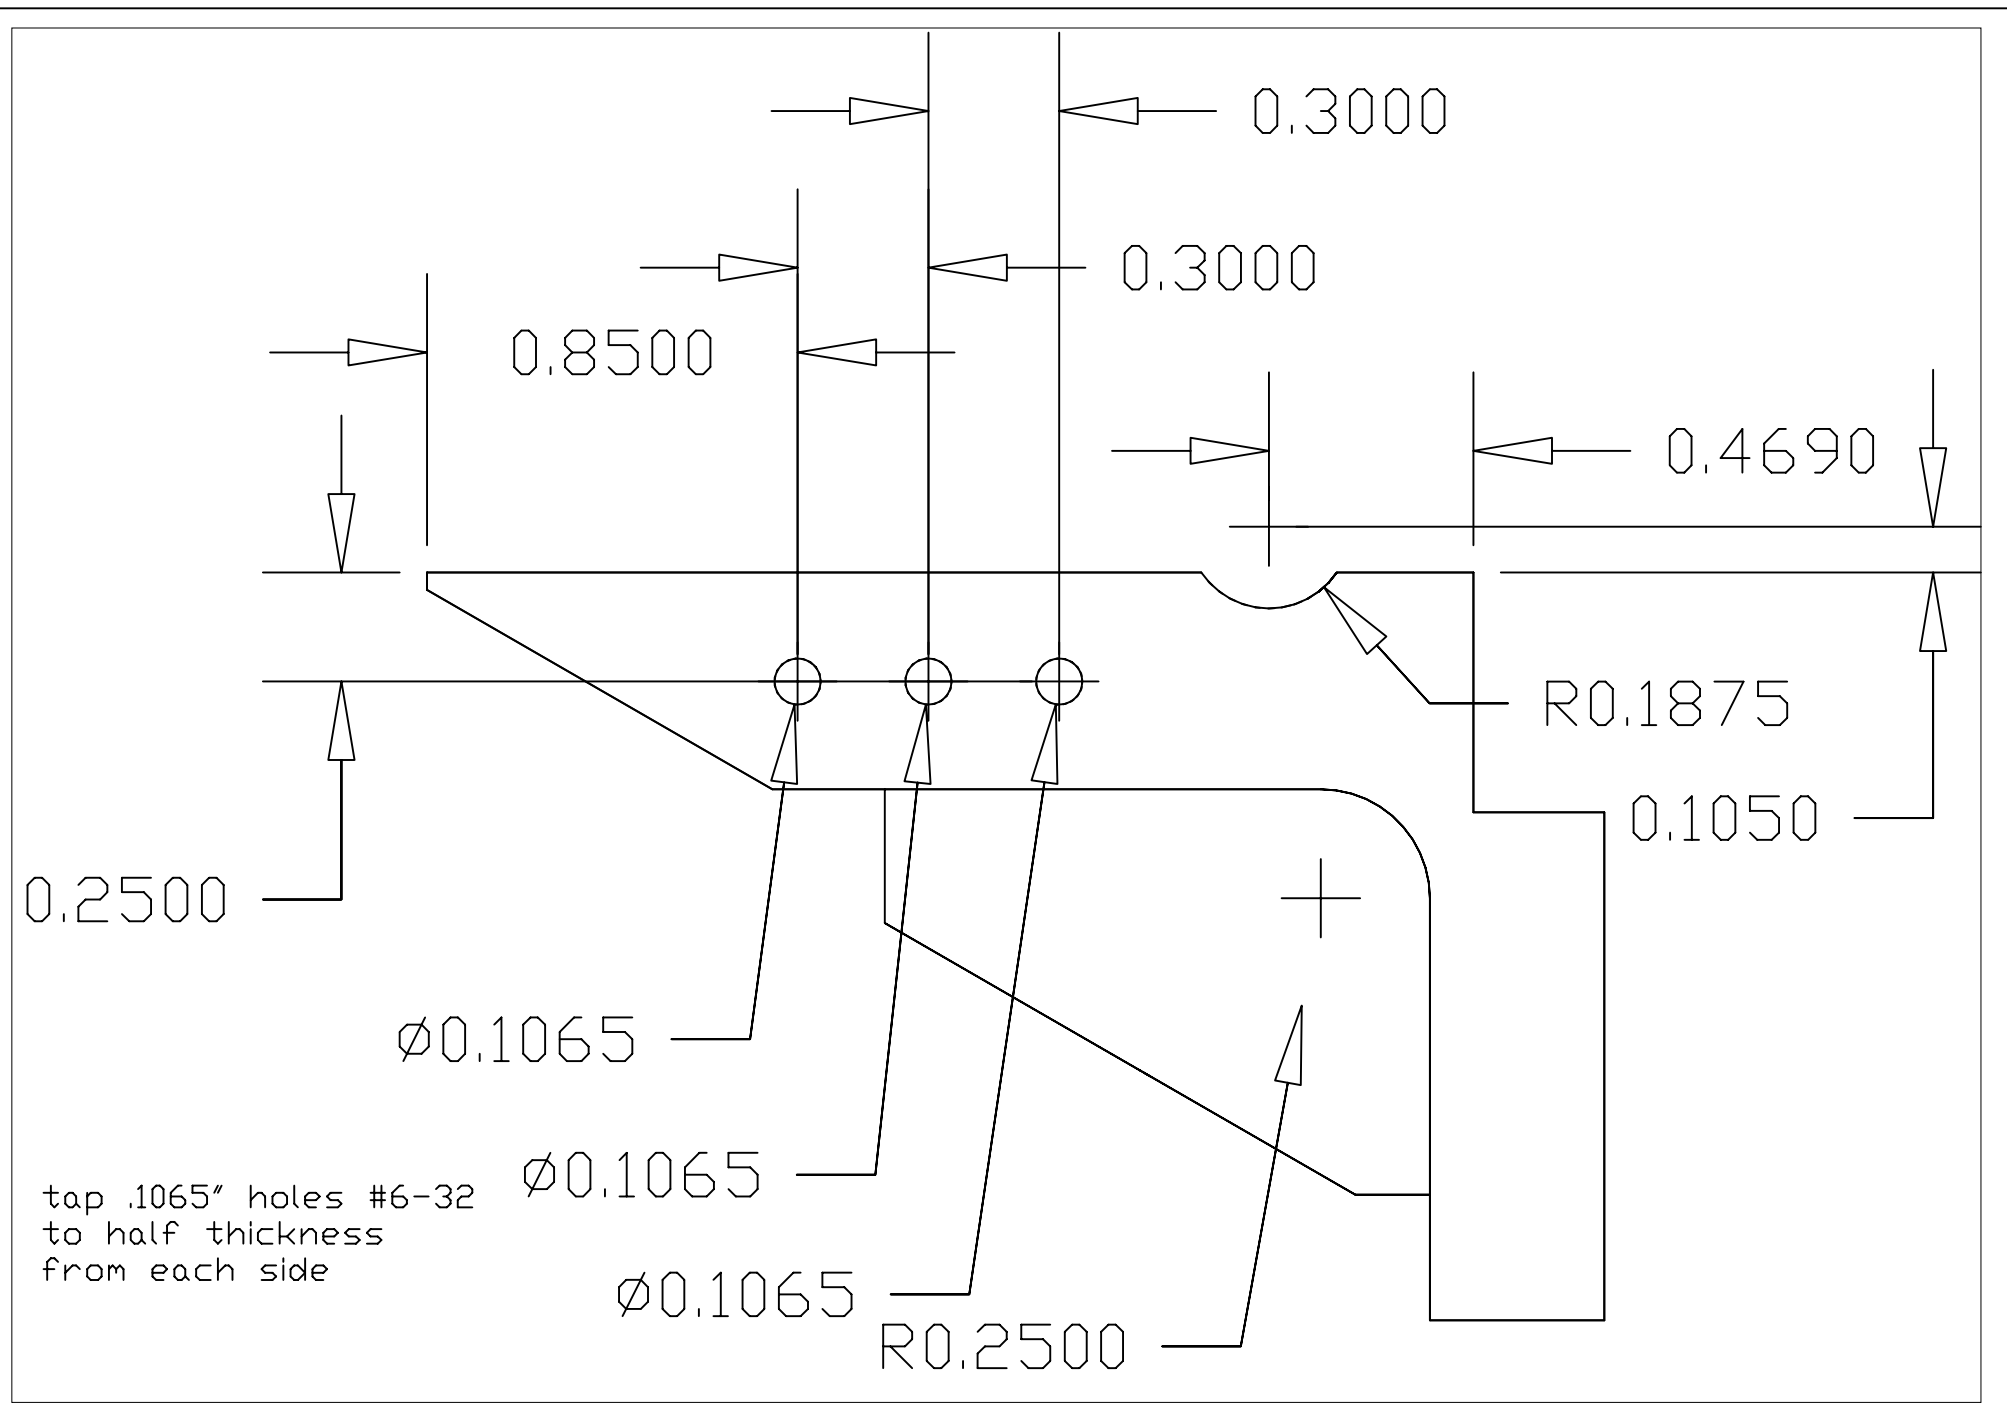 0.3000
0.3000
0.8500
0.4690
R0.1875
0.1050
0.2500
Ø0.1065
Ø0.1065
tap .1065" holes #6-32
to half thickness
from each side
Ø0.1065
R0.2500